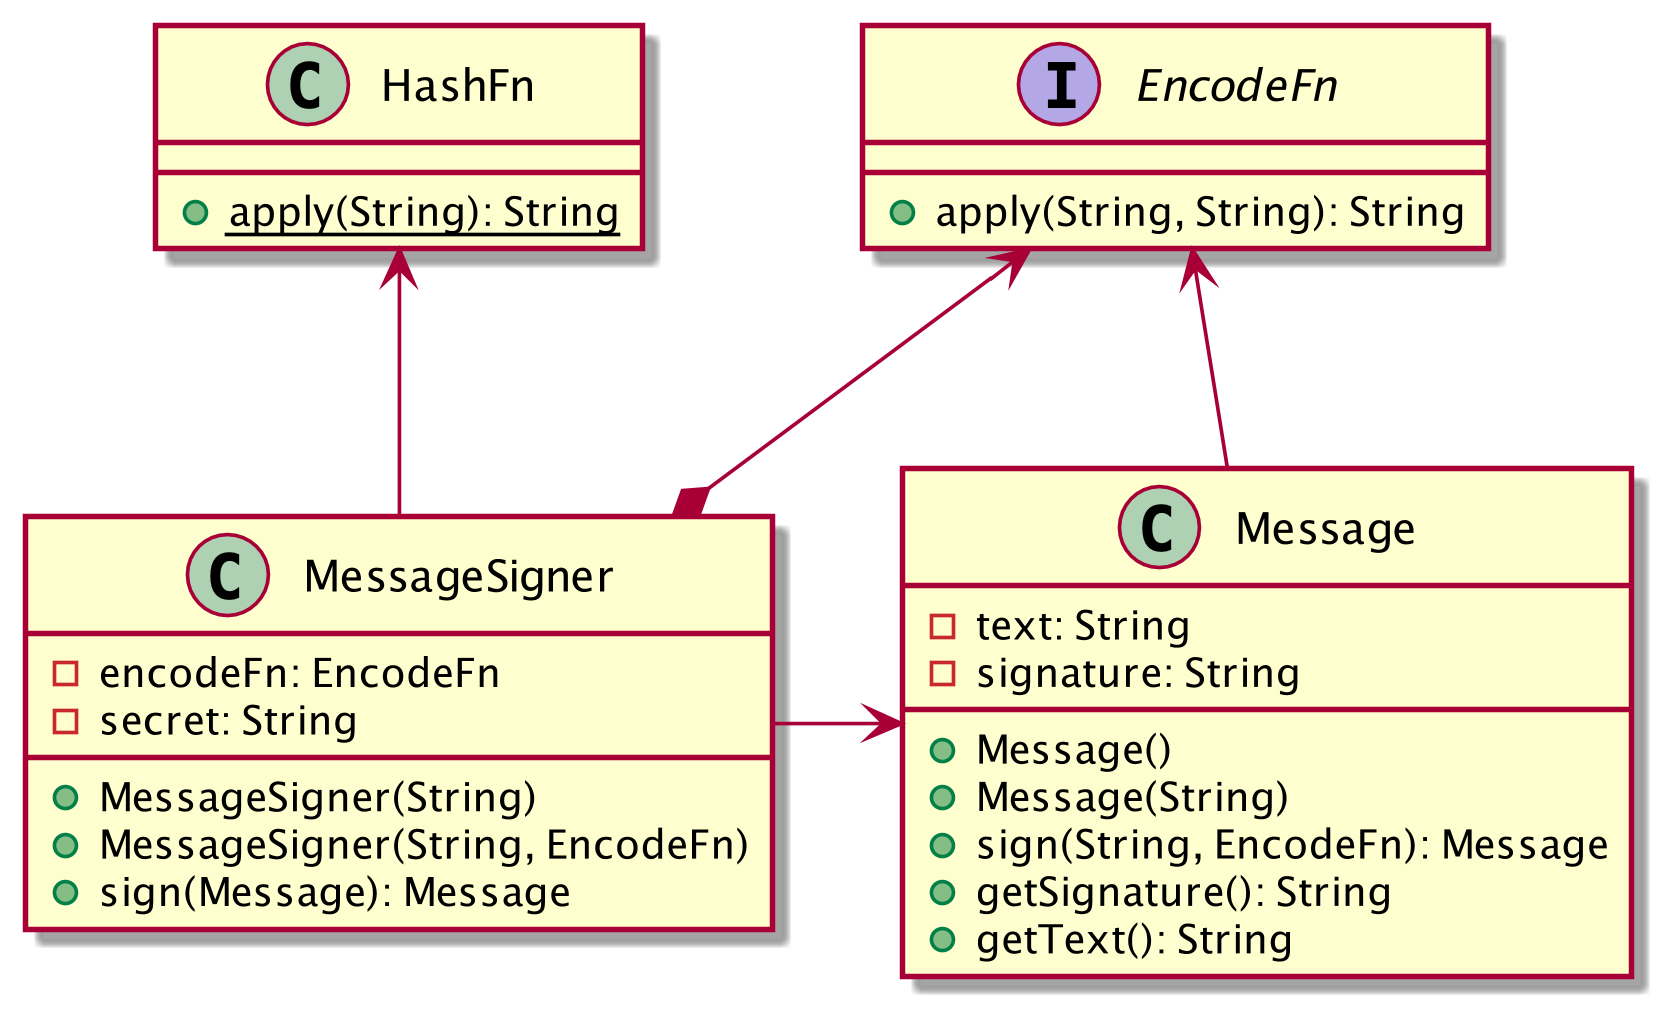 C HashFn
apply(String): String
I EncodeFn
apply(String, String): String
C MessageSigner
encodeFn: EncodeFn
secret: String
MessageSigner(String)
MessageSigner(String, EncodeFn)
sign(Message): Message
C Message
text: String
signature: String
Message()
Message(String)
sign(String, EncodeFn): Message
getSignature(): String
getText(): String